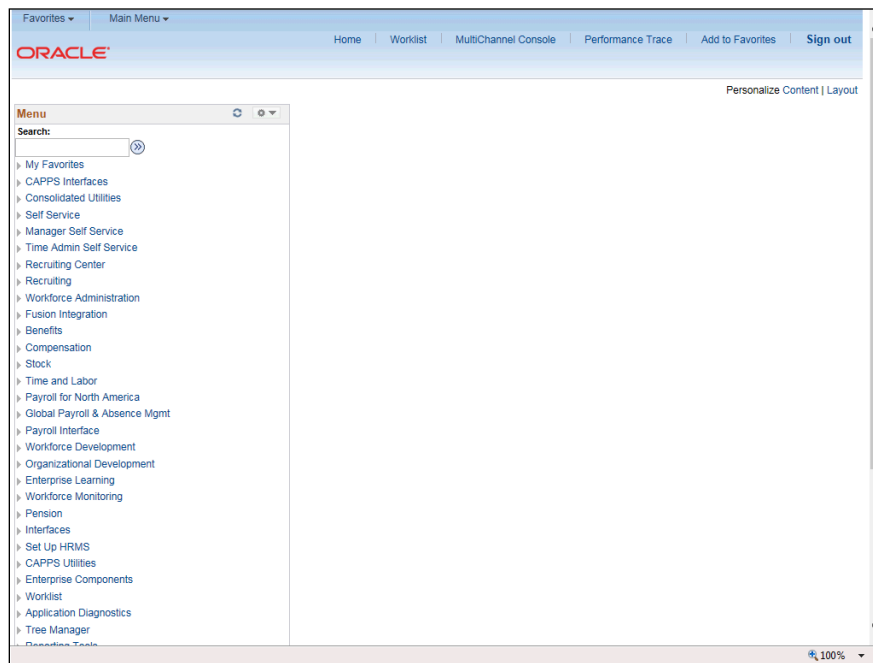 Favorites Main Menu
Home Worklist MultiChannel Console Performance Trace Add to Favorites Sign out
ORACLE
Personalize Content | Layout
Menu
Search:
My Favorites
CAPPS Interfaces
Consolidated Utilities
Self Service
Manager Self Service
Time Admin Self Service
Recruiting Center
Recruiting
Workforce Administration
Fusion Integration
Benefits
Compensation
Stock
Time and Labor
Payroll for North America
Global Payroll & Absence Mgmt
Payroll Interface
Workforce Development
Organizational Development
Enterprise Learning
Workforce Monitoring
Pension
Interfaces
Set Up HRMS
CAPPS Utilities
Enterprise Components
Worklist
Application Diagnostics
Tree Manager
Reporting Tools
100%